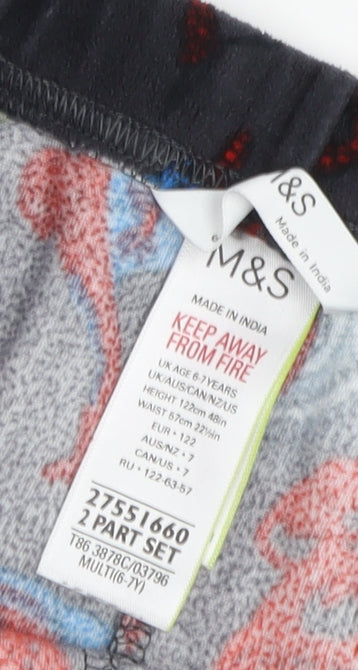 M&S
Made in India
M&S
MADE IN INDIA
KEEP AWAY
FROM FIRE
UK AGE 6-7YEARS
UK/AUS/CAN/NZ/US
HEIGHT 122cm 48in
WAIST 57cm 22½in
EUR • 122
AUS/NZ • 7
CAN/US • 7
RU • 122-63-57
27551660
2 PART SET
T86 3878C/03796
MULTI(6-7Y)